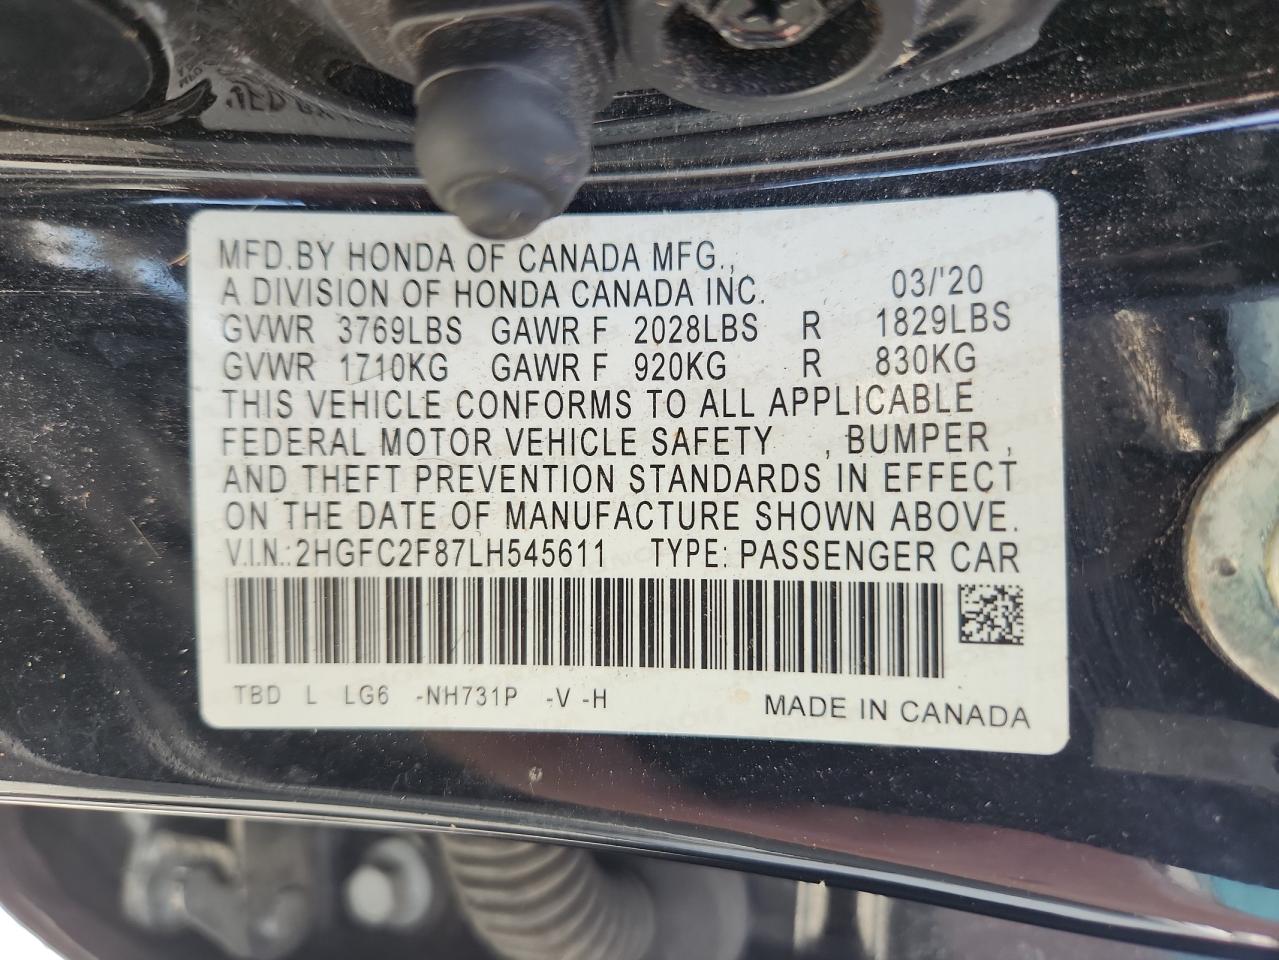 MFD.BY HONDA OF CANADA MFG.,
A DIVISION OF HONDA CANADA INC. 03/'20
GVWR 3769LBS GAWR F 2028LBS R 1829LBS
GVWR 1710KG GAWR F 920KG R 830KG
THIS VEHICLE CONFORMS TO ALL APPLICABLE
FEDERAL MOTOR VEHICLE SAFETY , BUMPER ,
AND THEFT PREVENTION STANDARDS IN EFFECT
ON THE DATE OF MANUFACTURE SHOWN ABOVE.
V.I.N.:2HGFC2F87LH545611 TYPE: PASSENGER CAR
TBD L LG6 -NH731P -V -H MADE IN CANADA